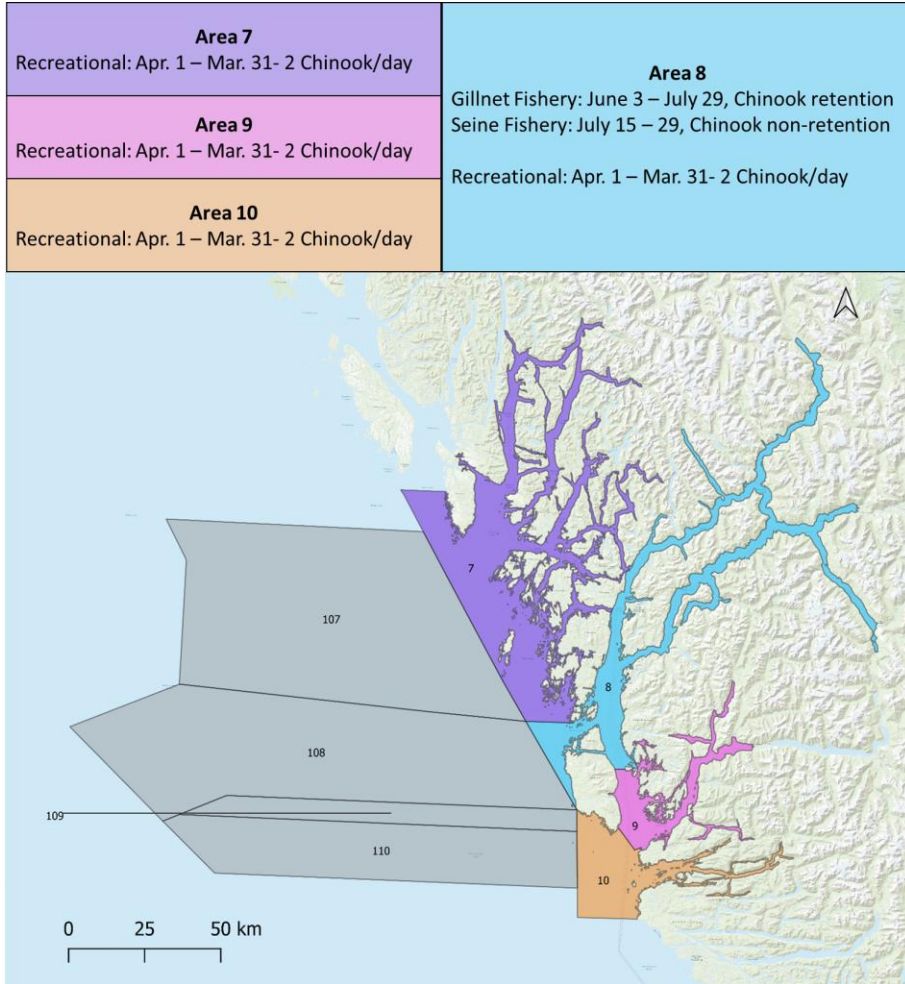 Area 7
Recreational: Apr. 1 – Mar. 31- 2 Chinook/day
Area 9
Recreational: Apr. 1 – Mar. 31- 2 Chinook/day
Area 10
Recreational: Apr. 1 – Mar. 31- 2 Chinook/day
Area 8
Gillnet Fishery: June 3 – July 29, Chinook retention
Seine Fishery: July 15 – 29, Chinook non-retention
Recreational: Apr. 1 – Mar. 31- 2 Chinook/day
7
107
8
108
109
9
110
10
0 25 50 km